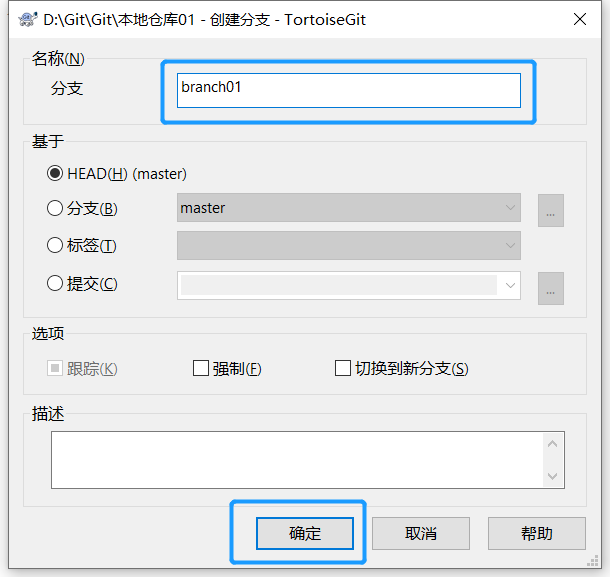 D:\Git\Git\本地仓库01 - 创建分支 - TortoiseGit
名称(N)
分支 branch01
基于
HEAD(H) (master)
分支(B) master ...
标签(T)
提交(C) ...
选项
跟踪(K) 强制(F) 切换到新分支(S)
描述
确定 取消 帮助